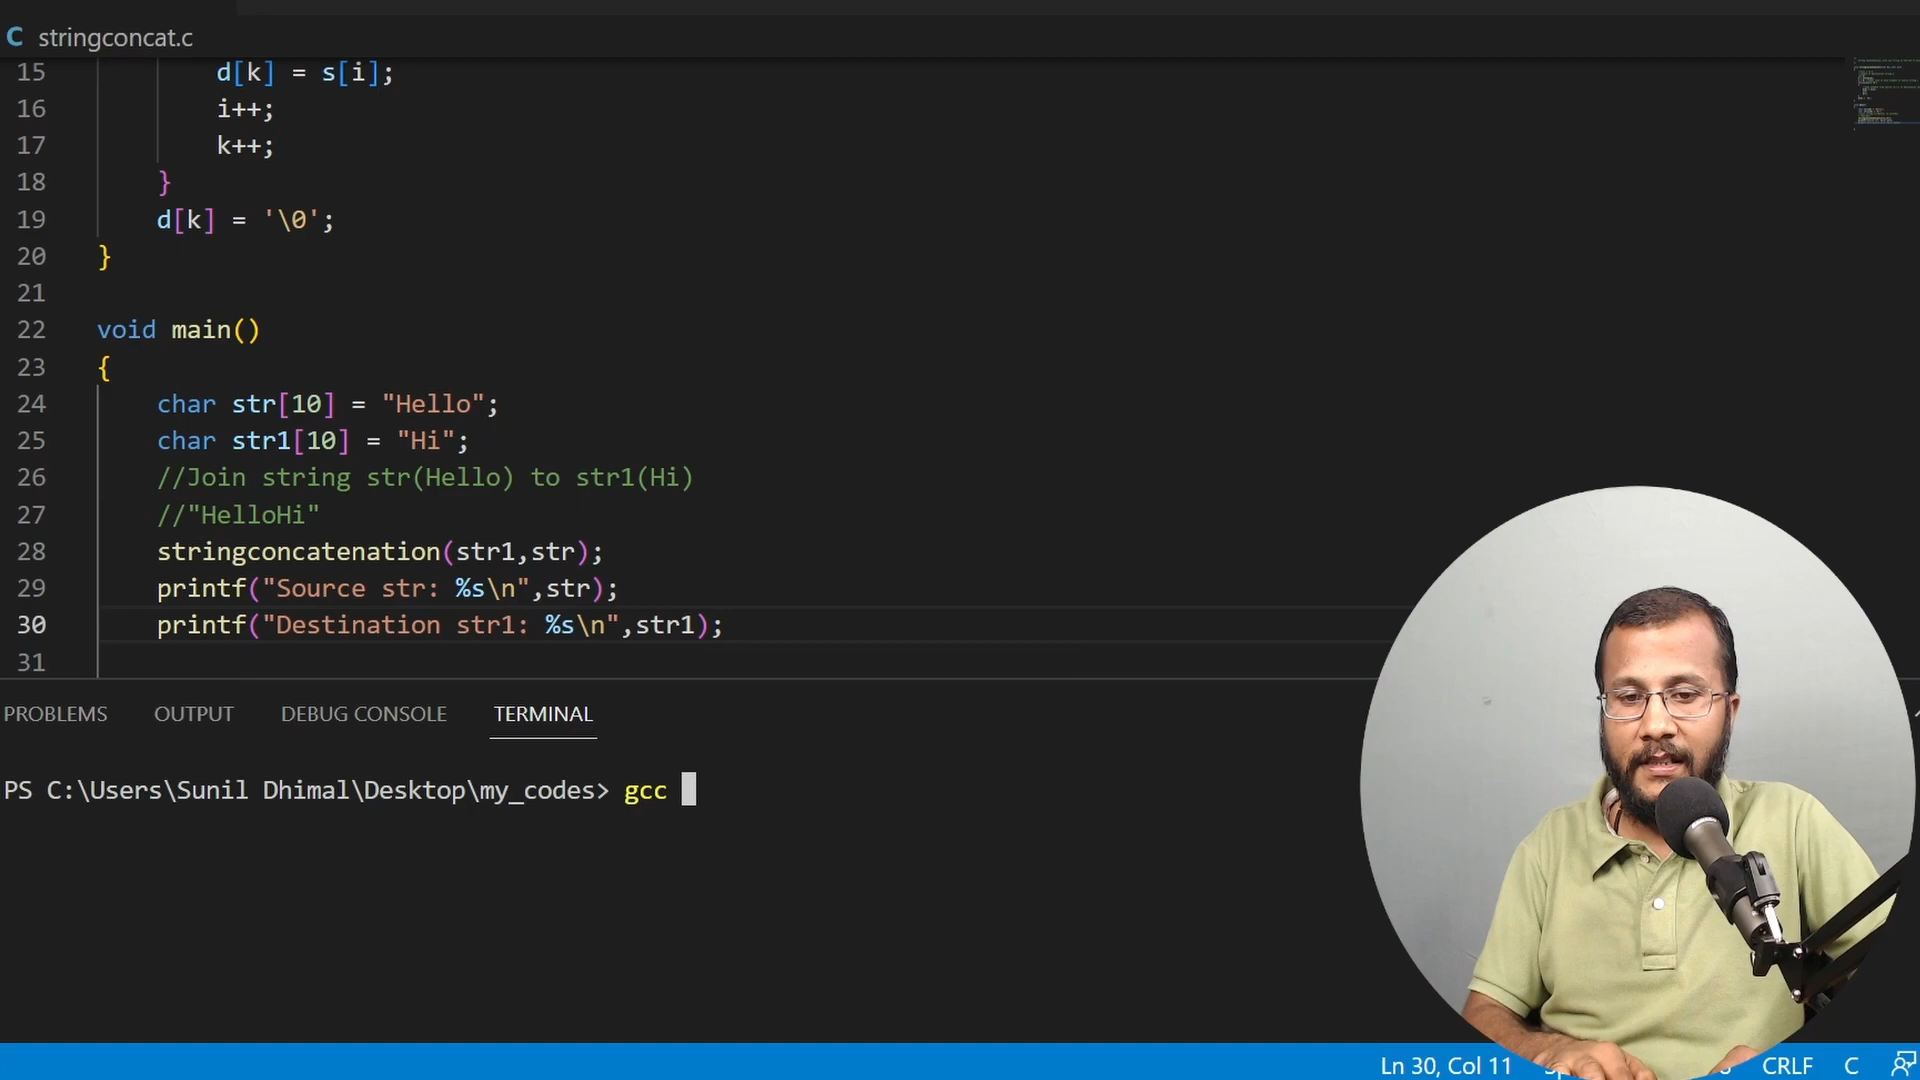 C stringconcat.c
15 d[k] = s[i];
16 i++;
17 k++;
18 }
19 d[k] = '\0';
20 }
21
22 void main()
23 {
24 char str[10] = "Hello";
25 char str1[10] = "Hi";
26 //Join string str(Hello) to str1(Hi)
27 //"HelloHi"
28 stringconcatenation(str1,str);
29 printf("Source str: %s\n",str);
30 printf("Destination str1: %s\n",str1);
31
PROBLEMS OUTPUT DEBUG CONSOLE TERMINAL
PS C:\Users\Sunil Dhimal\Desktop\my_codes> gcc
Ln 30, Col 11 CRLF C